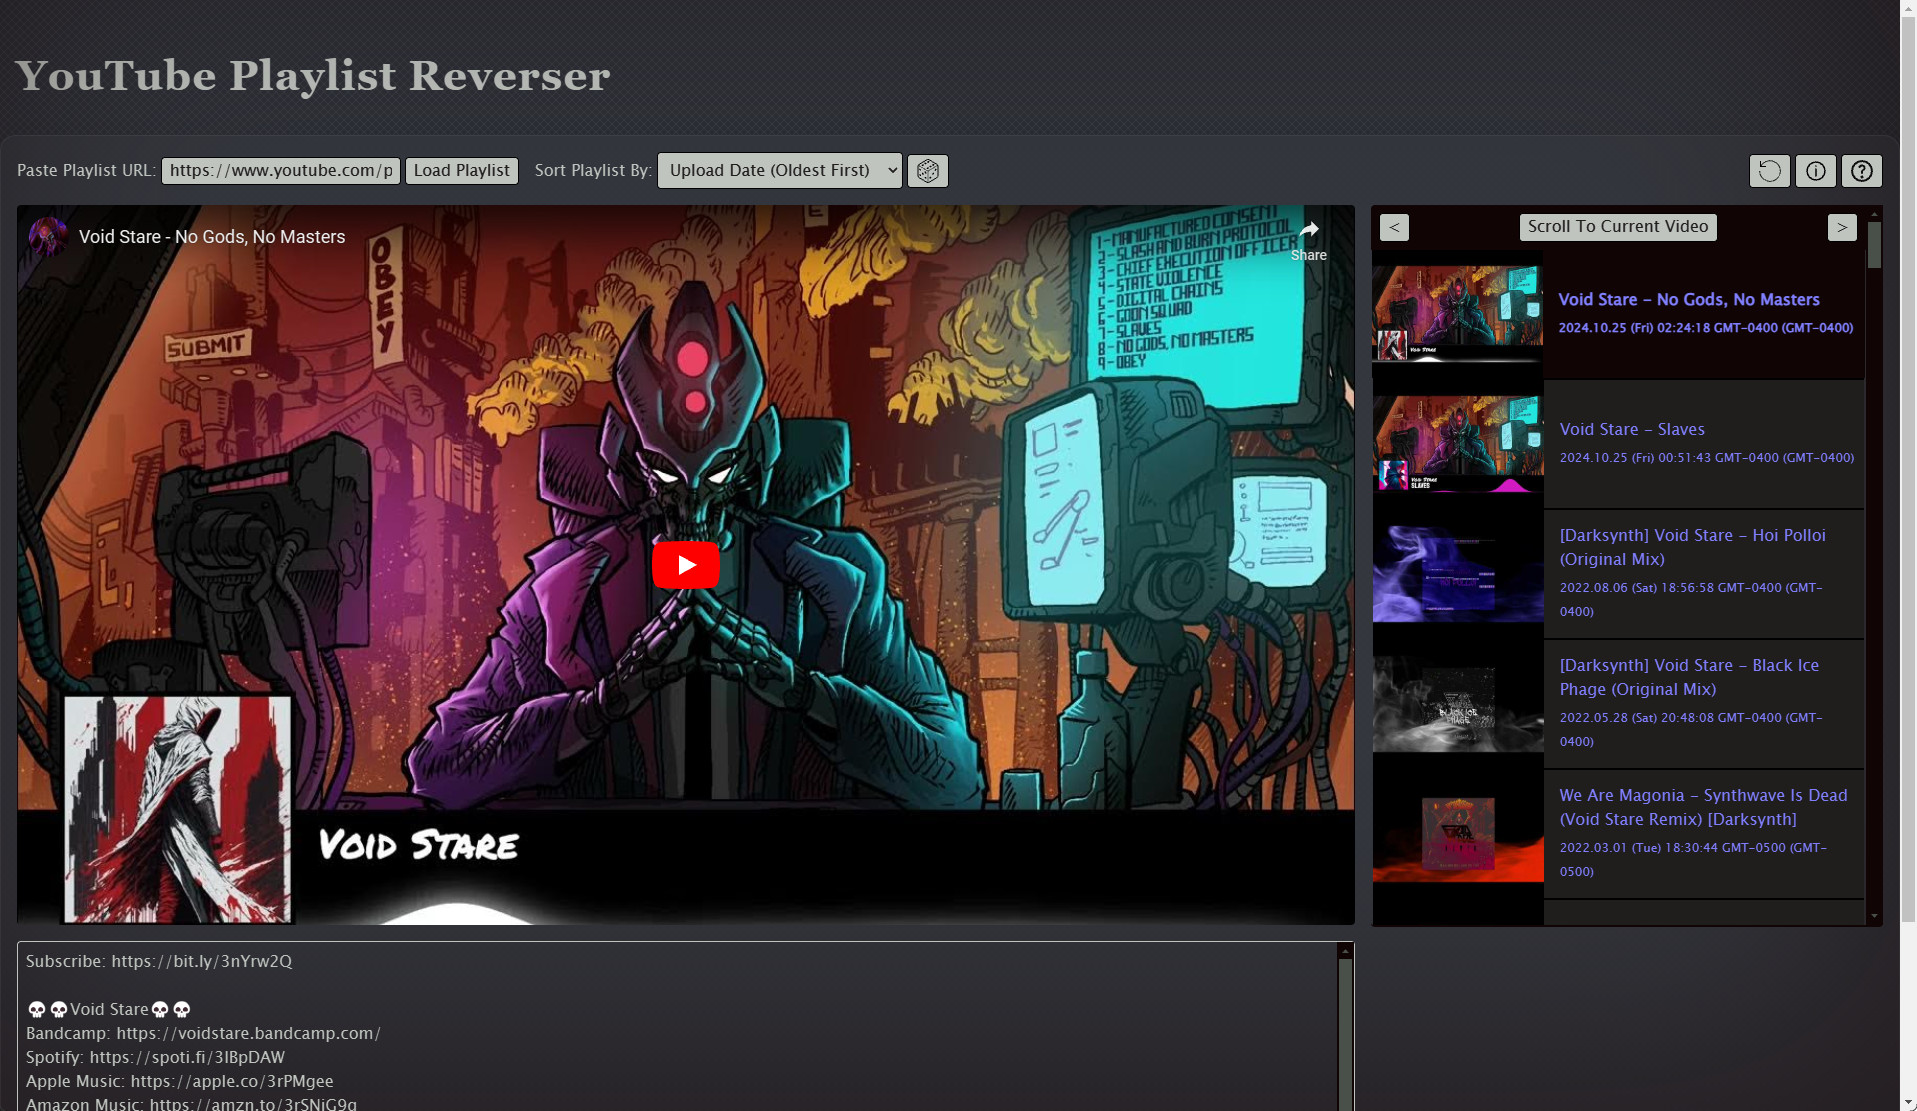 YouTube Playlist Reverser
Paste Playlist URL: https://www.youtube.com/p Load Playlist Sort Playlist By: Upload Date (Oldest First)
Void Stare - No Gods, No Masters
Share
OBEY
SUBMIT
1 - MANUFACTURED CONSENT
2 - SLASH AND BURN PROTOCOL
3 - CHIEF EXECUTION OFFICER
4 - STATE VIOLENCE
5 - DIGITAL CHAINS
6 - GOON SQUAD
7 - SLAVES
8 - NO GODS, NO MASTERS
9 - OBEY
VOID STARE
< Scroll To Current Video >
Void Stare - No Gods, No Masters
2024.10.25 (Fri) 02:24:18 GMT-0400 (GMT-0400)
Void Stare - Slaves
2024.10.25 (Fri) 00:51:43 GMT-0400 (GMT-0400)
[Darksynth] Void Stare - Hoi Polloi
(Original Mix)
2022.08.06 (Sat) 18:56:58 GMT-0400 (GMT-
0400)
[Darksynth] Void Stare - Black Ice
Phage (Original Mix)
2022.05.28 (Sat) 20:48:08 GMT-0400 (GMT-
0400)
We Are Magonia - Synthwave Is Dead
(Void Stare Remix) [Darksynth]
2022.03.01 (Tue) 18:30:44 GMT-0500 (GMT-
0500)
Subscribe: https://bit.ly/3nYrw2Q
💀💀Void Stare💀💀
Bandcamp: https://voidstare.bandcamp.com/
Spotify: https://spoti.fi/3IBpDAW
Apple Music: https://apple.co/3rPMgee
Amazon Music: https://amzn.to/3rSNiG9q